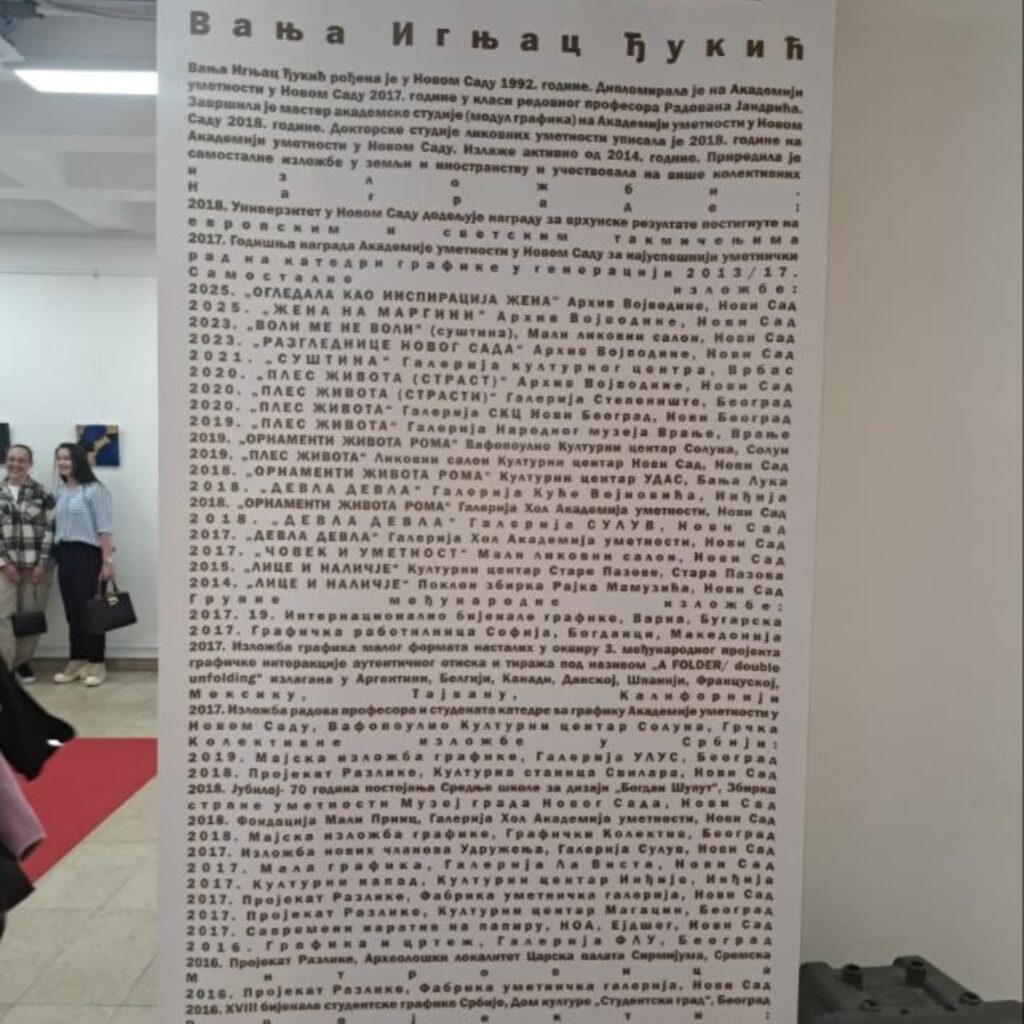 Вања Игњац Ђукић
Вања Игњац Ђукић рођена је у Новом Саду 1992. године. Дипломирала је на Академији
уметности у Новом Саду 2017. године у класи редовног професора Радована Јандрића.
Завршила је мастер академске студије (модул графика) на Академији уметности у Новом
Саду 2018. године. Докторске студије ликовних уметности уписала је 2018. године на
Академији уметности у Новом Саду. Излаже активно од 2014. године. Приредила је
самосталне изложбе у земљи и иностранству и учествовала на више колективних
изложби.
Награде:
2018. Универзитет у Новом Саду додељује награду за врхунске резултате постигнуте на
европским и светским такмичењима
2017. Годишња награда Академије уметности у Новом Саду за најуспешнији уметнички
рад на катедри графике у генерацији 2013/17.
Самосталне изложбе:
2025. „ОГЛЕДАЛА КАО ИНСПИРАЦИЈА ЖЕНА“ Архив Војводине, Нови Сад
2025. „ЖЕНА НА МАРГИНИ“ Архив Војводине, Нови Сад
2023. „ВОЛИ МЕ НЕ ВОЛИ“ (суштина), Мали ликовни салон, Нови Сад
2023. „РАЗГЛЕДНИЦЕ НОВОГ САДА“ Архив Војводине, Нови Сад
2021. „СУШТИНА“ Галерија културног центра, Врбас
2020. „ПЛЕС ЖИВОТА (СТРАСТ)“ Архив Војводине, Нови Сад
2020. „ПЛЕС ЖИВОТА (СТРАСТИ)“ Галерија Степениште, Београд
2020. „ПЛЕС ЖИВОТА“ Галерија СКЦ Нови Београд, Нови Београд
2019. „ПЛЕС ЖИВОТА“ Галерија Народног музеја Врање, Врање
2019. „ОРНАМЕНТИ ЖИВОТА РОМА“ Вафопоулио Културни центар Солуна, Солун
2019. „ПЛЕС ЖИВОТА“ Ликовни салон Културни центар Нови Сад, Нови Сад
2018. „ОРНАМЕНТИ ЖИВОТА РОМА“ Културни центар УДАС, Бања Лука
2018. „ДЕВЛА ДЕВЛА“ Галерија Куће Војновића, Инђија
2018. „ОРНАМЕНТИ ЖИВОТА РОМА“ Галерија Хол Академија уметности, Нови Сад
2018. „ДЕВЛА ДЕВЛА“ Галерија СУЛУВ, Нови Сад
2017. „ДЕВЛА ДЕВЛА“ Галерија Хол Академија уметности, Нови Сад
2017. „ЧОВЕК И УМЕТНОСТ“ Мали ликовни салон, Нови Сад
2015. „ЛИЦЕ И НАЛИЧЈЕ“ Културни центар Старе Пазове, Стара Пазова
2014. „ЛИЦЕ И НАЛИЧЈЕ“ Поклон збирка Рајка Мамузића, Нови Сад
Групне међународне изложбе:
2017. 19. Интернационално бијенале графике, Варна, Бугарска
2017. Графичка работилница Софија, Богданци, Македонија
2017. Изложба графика малог формата насталих у оквиру 3. међународног пројекта
графичке интеракције аутентичног отиска и тиража под називом „A FOLDER/ double
unfolding“ излагана у Аргентини, Белгији, Канади, Данској, Шпанији, Француској,
Мексику, Тајвану, Калифорнији
2017. Изложба радова професора и студената катедре за графику Академије уметности у
Новом Саду, Вафопоулио Културни центар Солуна, Грчка
Колективне изложбе у Србији:
2019. Мајска изложба графике, Галерија УЛУС, Београд
2018. Пројекат Разлике, Културна станица Свилара, Нови Сад
2018. Јубилеј- 70 година постојања Средње школе за дизајн „Богдан Шупут“, Збирка
стране уметности Музеј града Новог Сада, Нови Сад
2018. Фондација Мали Принц, Галерија Хол Академија уметности, Нови Сад
2018. Мајска изложба графике, Графички Колектив, Београд
2017. Изложба нових чланова Удружења, Галерија Сулув, Нови Сад
2017. Мала графика, Галерија Ла Виста, Нови Сад
2017. Културни напад, Културни центар Инђије, Инђија
2017. Пројекат Разлике, Фабрика уметничка галерија, Нови Сад
2017. Пројекат Разлике, Културни центар Магацин, Београд
2017. Савремени наратив на папиру, НОА, Ејдшег, Нови Сад
2016. Графика и цртеж, Галерија ФЛУ, Београд
2016. Пројекат Разлике, Археолошки локалитет Царска палата Сирмијума, Сремска
Митровица
2016. Пројекат Разлике, Фабрика уметничка галерија, Нови Сад
2016. XVIII бијенале студентске графике Србије, Дом културе „Студентски град“, Београд